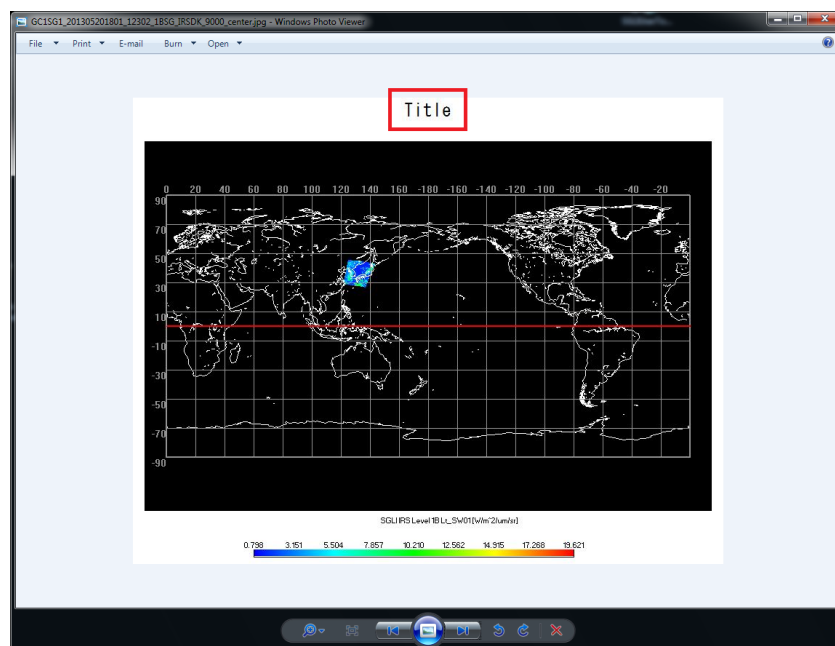 GC1SG1_201305201801_12302_1BSG_IRSDK_9000_center.jpg - Windows Photo Viewer
File Print E-mail Burn Open
Title
0 20 40 60 80 100 120 140 160 -180 -160 -140 -120 -100 -80 -60 -40 -20
90
70
50
30
10
-10
-30
-50
-70
-90
SGLI IRS Level 1B Lt_SW01 [W/m^2/um/sr]
0.798 3.151 5.504 7.857 10.210 12.562 14.915 17.268 19.621